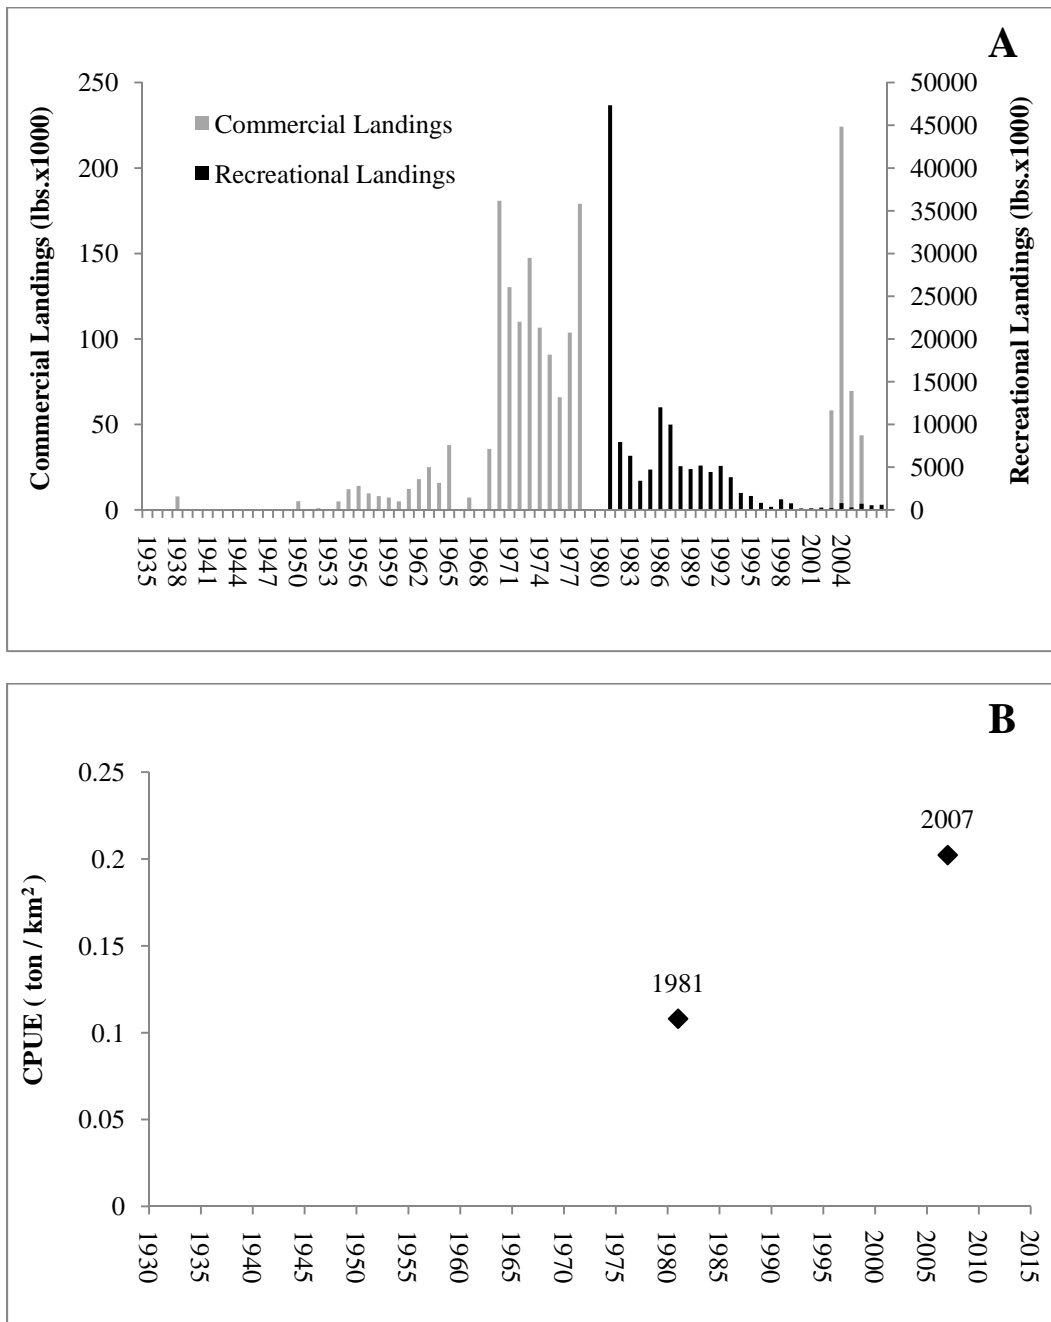 A
Commercial Landings (lbs.x1000)
250
200
150
100
50
0
Commercial Landings
Recreational Landings
50000
45000
40000
35000
30000
25000
20000
15000
10000
5000
0
Recreational Landings (lbs.x1000)
1935 1938 1941 1944 1947 1950 1953 1956 1959 1962 1965 1968 1971 1974 1977 1980 1983 1986 1989 1992 1995 1998 2001 2004
B
CPUE ( ton / km²)
0.25
0.2
0.15
0.1
0.05
0
2007
1981
1930 1935 1940 1945 1950 1955 1960 1965 1970 1975 1980 1985 1990 1995 2000 2005 2010 2015